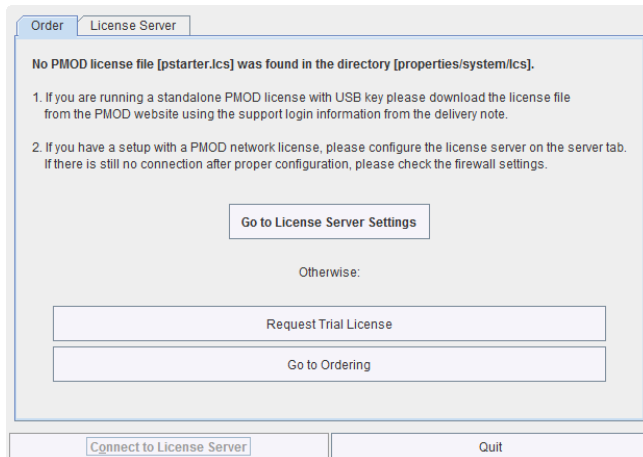 Order
License Server
No PMOD license file [pstarter.lcs] was found in the directory [properties/system/lcs].
1. If you are running a standalone PMOD license with USB key please download the license file
from the PMOD website using the support login information from the delivery note.
2. If you have a setup with a PMOD network license, please configure the license server on the server tab.
If there is still no connection after proper configuration, please check the firewall settings.
Go to License Server Settings
Otherwise:
Request Trial License
Go to Ordering
Connect to License Server
Quit